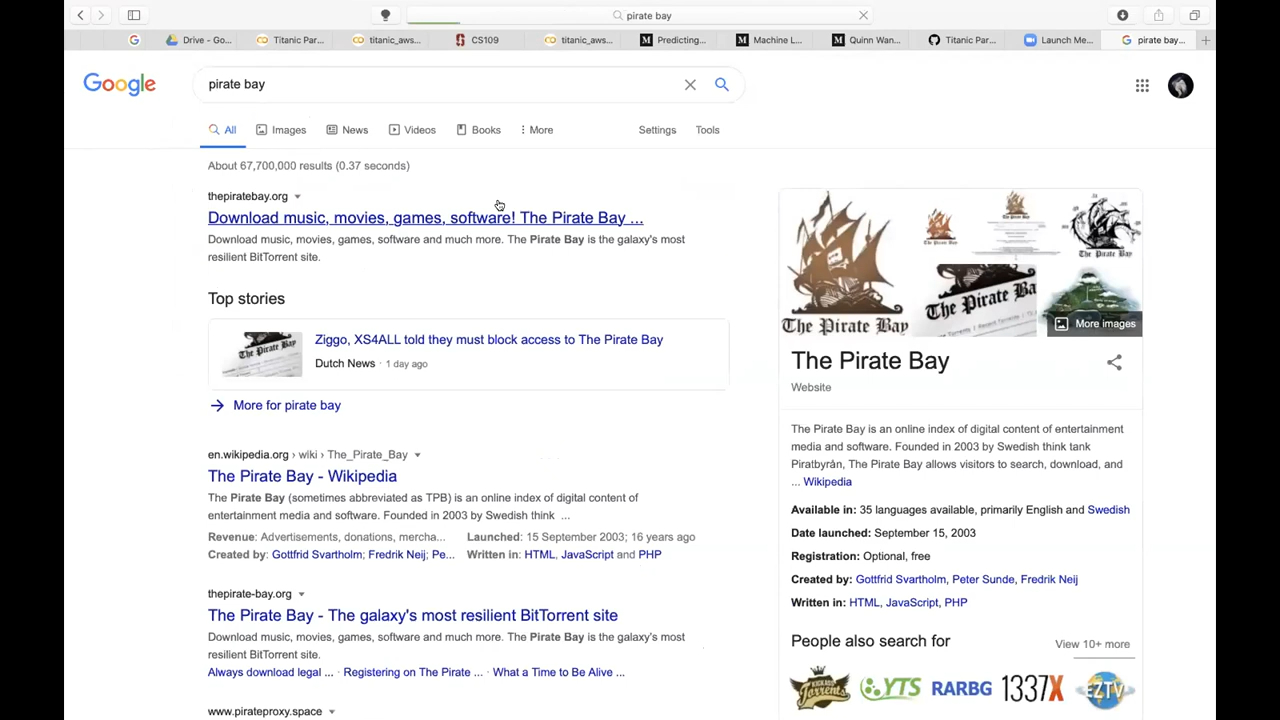 pirate bay
Drive - Go...
Titanic Par...
titanic_aws...
CS109
titanic_aws...
Predicting...
Machine L...
Quinn Wan...
Titanic Par...
Launch Me...
pirate bay...
Google
pirate bay
All
Images
News
Videos
Books
More
Settings
Tools
About 67,700,000 results (0.37 seconds)
thepiratebay.org
Download music, movies, games, software! The Pirate Bay ...
Download music, movies, games, software and much more. The Pirate Bay is the galaxy's most
resilient BitTorrent site.
Top stories
Ziggo, XS4ALL told they must block access to The Pirate Bay
Dutch News · 1 day ago
More for pirate bay
en.wikipedia.org › wiki › The_Pirate_Bay
The Pirate Bay - Wikipedia
The Pirate Bay (sometimes abbreviated as TPB) is an online index of digital content of
entertainment media and software. Founded in 2003 by Swedish think ...
Revenue: Advertisements, donations, mercha...
Launched: 15 September 2003; 16 years ago
Created by: Gottfrid Svartholm; Fredrik Neij; Pe...
Written in: HTML, JavaScript and PHP
thepirate-bay.org
The Pirate Bay - The galaxy's most resilient BitTorrent site
Download music, movies, games, software and much more. The Pirate Bay is the galaxy's most
resilient BitTorrent site.
Always download legal ... · Registering on The Pirate ... · What a Time to Be Alive ...
www.pirateproxy.space
The Pirate Bay
The Pirate Ba
The Pirate Bay
More images
The Pirate Bay
Website
The Pirate Bay is an online index of digital content of entertainment
media and software. Founded in 2003 by Swedish think tank
Piratbyrån, The Pirate Bay allows visitors to search, download, and
... Wikipedia
Available in: 35 languages available, primarily English and Swedish
Date launched: September 15, 2003
Registration: Optional, free
Created by: Gottfrid Svartholm, Peter Sunde, Fredrik Neij
Written in: HTML, JavaScript, PHP
People also search for
View 10+ more
KICKASS
Torrents
YTS
RARBG
1337X
EZTV